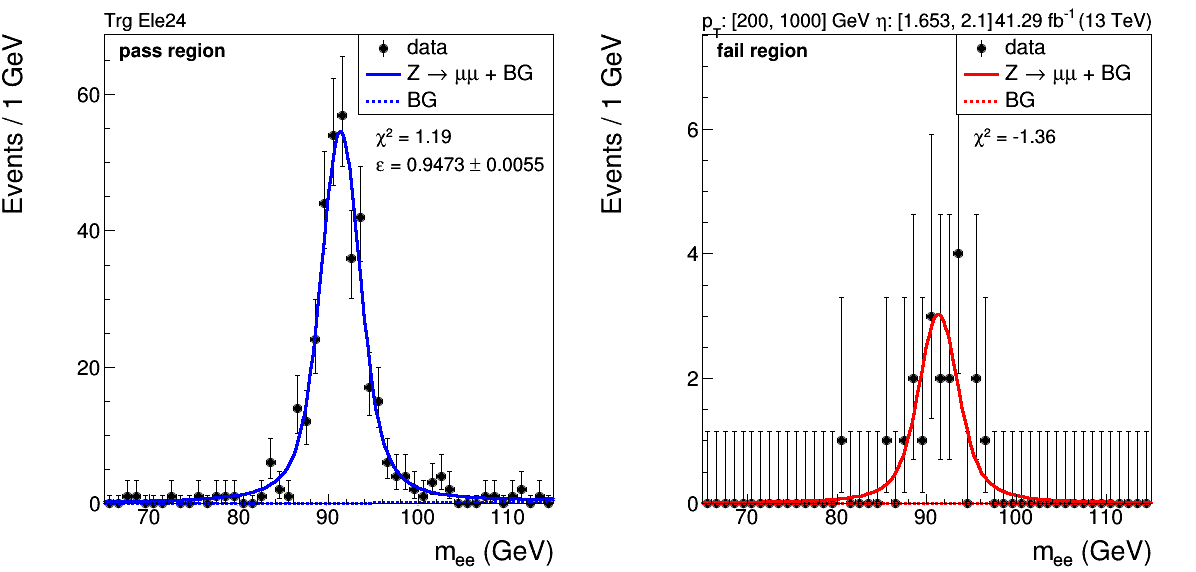 Trg Ele24
pass region
data
Z → μμ + BG
BG
χ² = 1.19
ε = 0.9473 ± 0.0055
Events / 1 GeV
60
40
20
0
70 80 90 100 110
m_ee (GeV)
p_T: [200, 1000] GeV η: [1.653, 2.1] 41.29 fb⁻¹ (13 TeV)
fail region
data
Z → μμ + BG
BG
χ² = -1.36
Events / 1 GeV
6
4
2
0
70 80 90 100 110
m_ee (GeV)